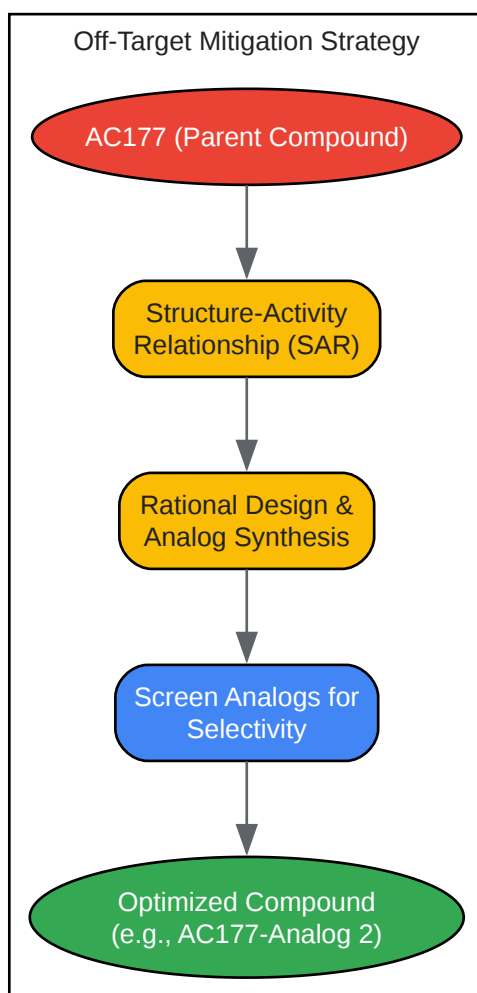 Off-Target Mitigation Strategy
AC177 (Parent Compound)
Structure-Activity
Relationship (SAR)
Rational Design &
Analog Synthesis
Screen Analogs for
Selectivity
Optimized Compound
(e.g., AC177-Analog 2)